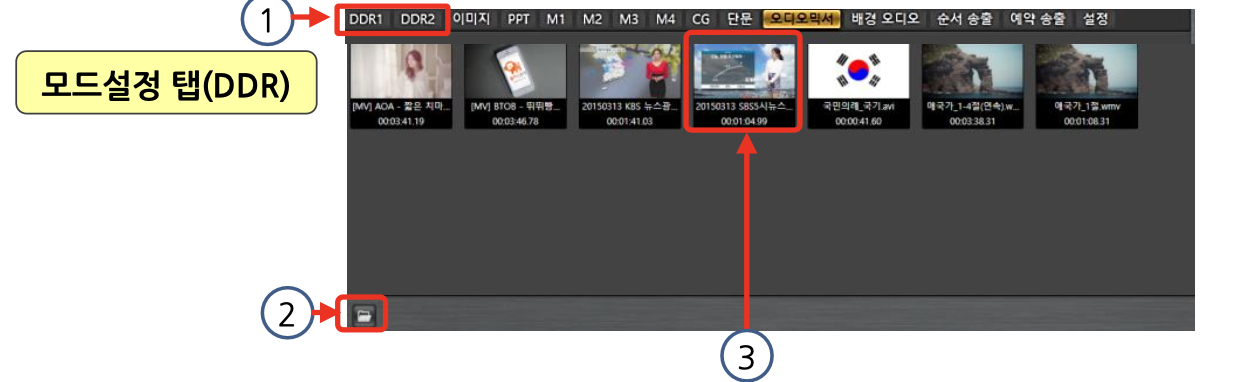 1
DDR1 DDR2 이미지 PPT M1 M2 M3 M4 CG 단문 오디오믹서 배경 오디오 순서 송출 예약 송출 설정
모드설정 탭(DDR)
[MV] AOA - 짧은 치마... [MV] BTOB - 뛰뛰빵... 20150313 KBS 뉴스광... 20150313 SBS5시뉴스... 국민의례_국기.avi 애국가_1-4절(연속).w... 애국가_1절.wmv
00:03:41.19 00:03:46.78 00:01:41.03 00:01:04.99 00:00:41.60 00:03:38.31 00:01:08.31
2
3